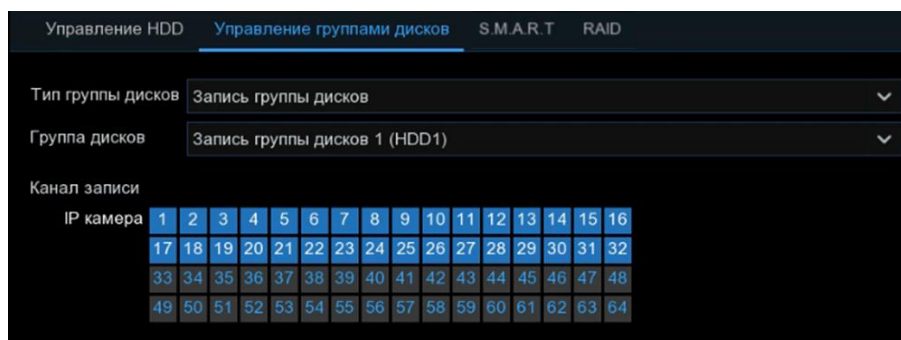 Управление HDD Управление группами дисков S.M.A.R.T RAID
Тип группы дисков Запись группы дисков
Группа дисков Запись группы дисков 1 (HDD1)
Канал записи
IP камера 1 2 3 4 5 6 7 8 9 10 11 12 13 14 15 16
17 18 19 20 21 22 23 24 25 26 27 28 29 30 31 32
33 34 35 36 37 38 39 40 41 42 43 44 45 46 47 48
49 50 51 52 53 54 55 56 57 58 59 60 61 62 63 64